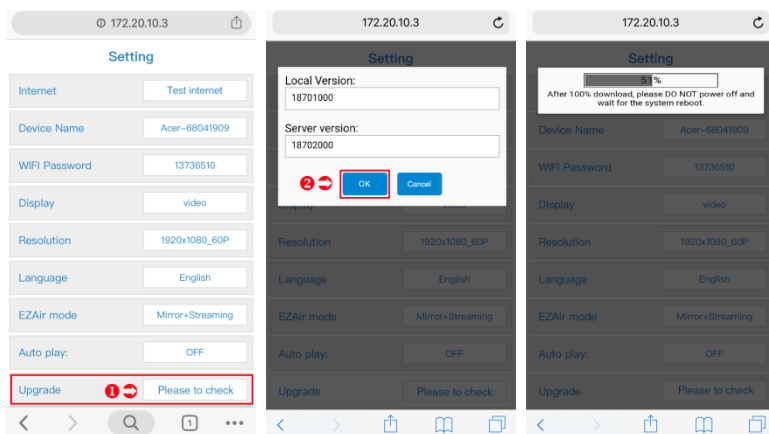 172.20.10.3
Setting
Internet Test internet
Device Name Acer-68041909
WIFI Password 13736510
Display video
Resolution 1920x1080_60P
Language English
EZAir mode Mirror+Streaming
Auto play: OFF
Upgrade 1 Please to check
1
172.20.10.3
Setting
Local Version:
18701000
Server version:
18702000
2 OK Cancel
Display video
Resolution 1920x1080_60P
Language English
EZAir mode Mirror+Streaming
Auto play: OFF
Upgrade Please to check
172.20.10.3
Setting
51%
After 100% download, please DO NOT power off and
wait for the system reboot.
Device Name Acer-68041909
WIFI Password 13736510
Display video
Resolution 1920x1080_60P
Language English
EZAir mode Mirror+Streaming
Auto play: OFF
Upgrade Please to check